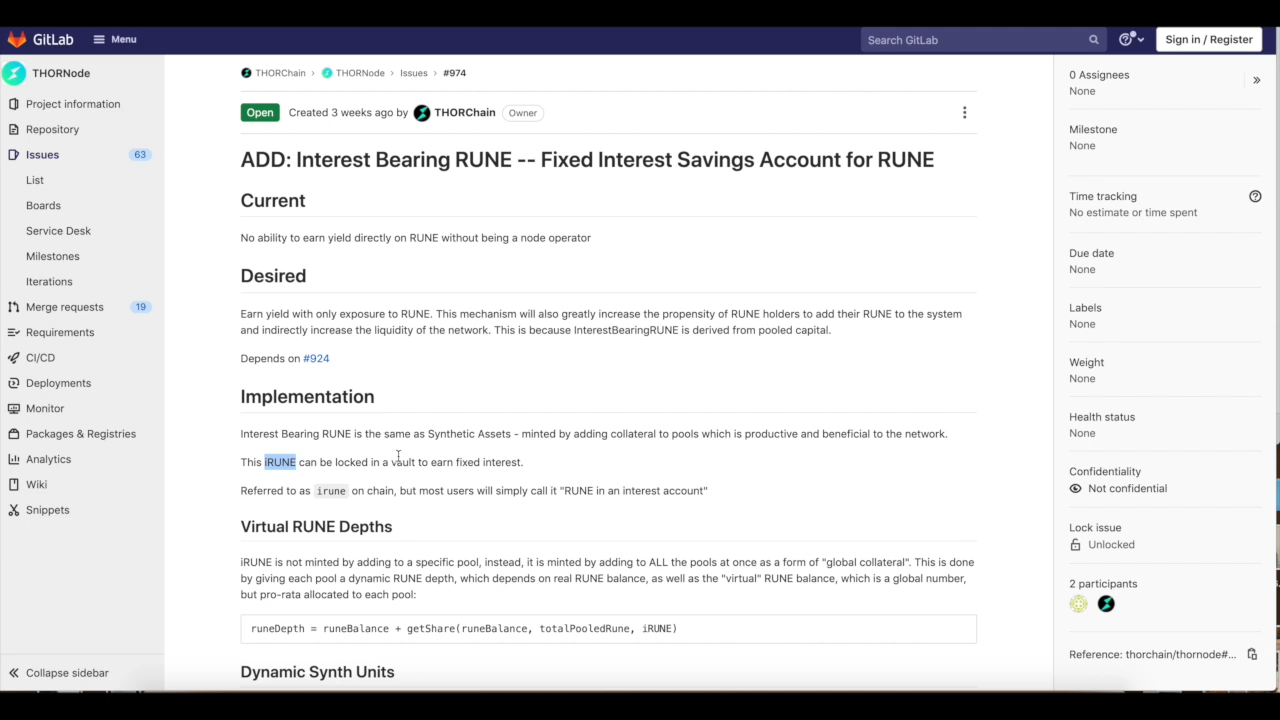 GitLab
Menu
Search GitLab
Sign in / Register
THORNode
Project information
Repository
Issues 63
List
Boards
Service Desk
Milestones
Iterations
Merge requests 19
Requirements
CI/CD
Deployments
Monitor
Packages & Registries
Analytics
Wiki
Snippets
Collapse sidebar
THORChain › THORNode › Issues › #974
Open Created 3 weeks ago by THORChain Owner
ADD: Interest Bearing RUNE -- Fixed Interest Savings Account for RUNE
Current
No ability to earn yield directly on RUNE without being a node operator
Desired
Earn yield with only exposure to RUNE. This mechanism will also greatly increase the propensity of RUNE holders to add their RUNE to the system
and indirectly increase the liquidity of the network. This is because InterestBearingRUNE is derived from pooled capital.
Depends on #924
Implementation
Interest Bearing RUNE is the same as Synthetic Assets - minted by adding collateral to pools which is productive and beneficial to the network.
This iRUNE can be locked in a vault to earn fixed interest.
Referred to as irune on chain, but most users will simply call it "RUNE in an interest account"
Virtual RUNE Depths
iRUNE is not minted by adding to a specific pool, instead, it is minted by adding to ALL the pools at once as a form of "global collateral". This is done
by giving each pool a dynamic RUNE depth, which depends on real RUNE balance, as well as the "virtual" RUNE balance, which is a global number,
but pro-rata allocated to each pool:
runeDepth = runeBalance + getShare(runeBalance, totalPooledRune, iRUNE)
Dynamic Synth Units
0 Assignees
None
Milestone
None
Time tracking
No estimate or time spent
Due date
None
Labels
None
Weight
None
Health status
None
Confidentiality
Not confidential
Lock issue
Unlocked
2 participants
Reference: thorchain/thornode#...